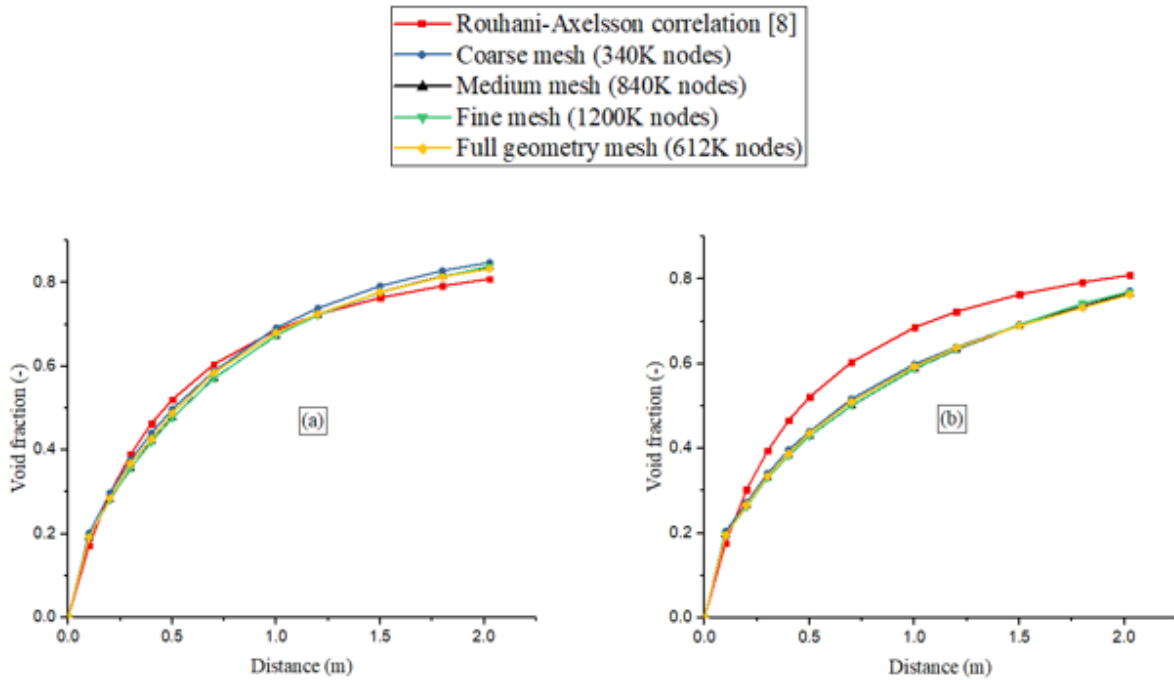 Rouhani-Axelsson correlation [8]
Coarse mesh (340K nodes)
Medium mesh (840K nodes)
Fine mesh (1200K nodes)
Full geometry mesh (612K nodes)
Void fraction (-)
0.8
0.6
0.4
0.2
0.0
(a)
0.0 0.5 1.0 1.5 2.0
Distance (m)
Void fraction (-)
0.8
0.6
0.4
0.2
0.0
(b)
0.0 0.5 1.0 1.5 2.0
Distance (m)